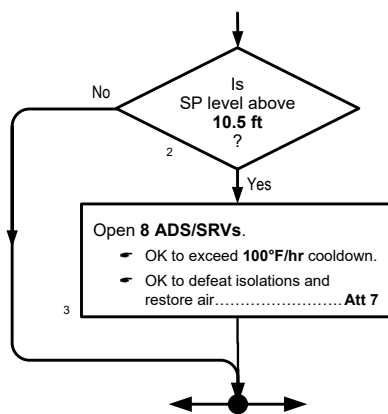 Is
SP level above
10.5 ft
?
2
No
Yes
Open 8 ADS/SRVs.
☛ OK to exceed 100°F/hr cooldown.
☛ OK to defeat isolations and
restore air........................Att 7
3